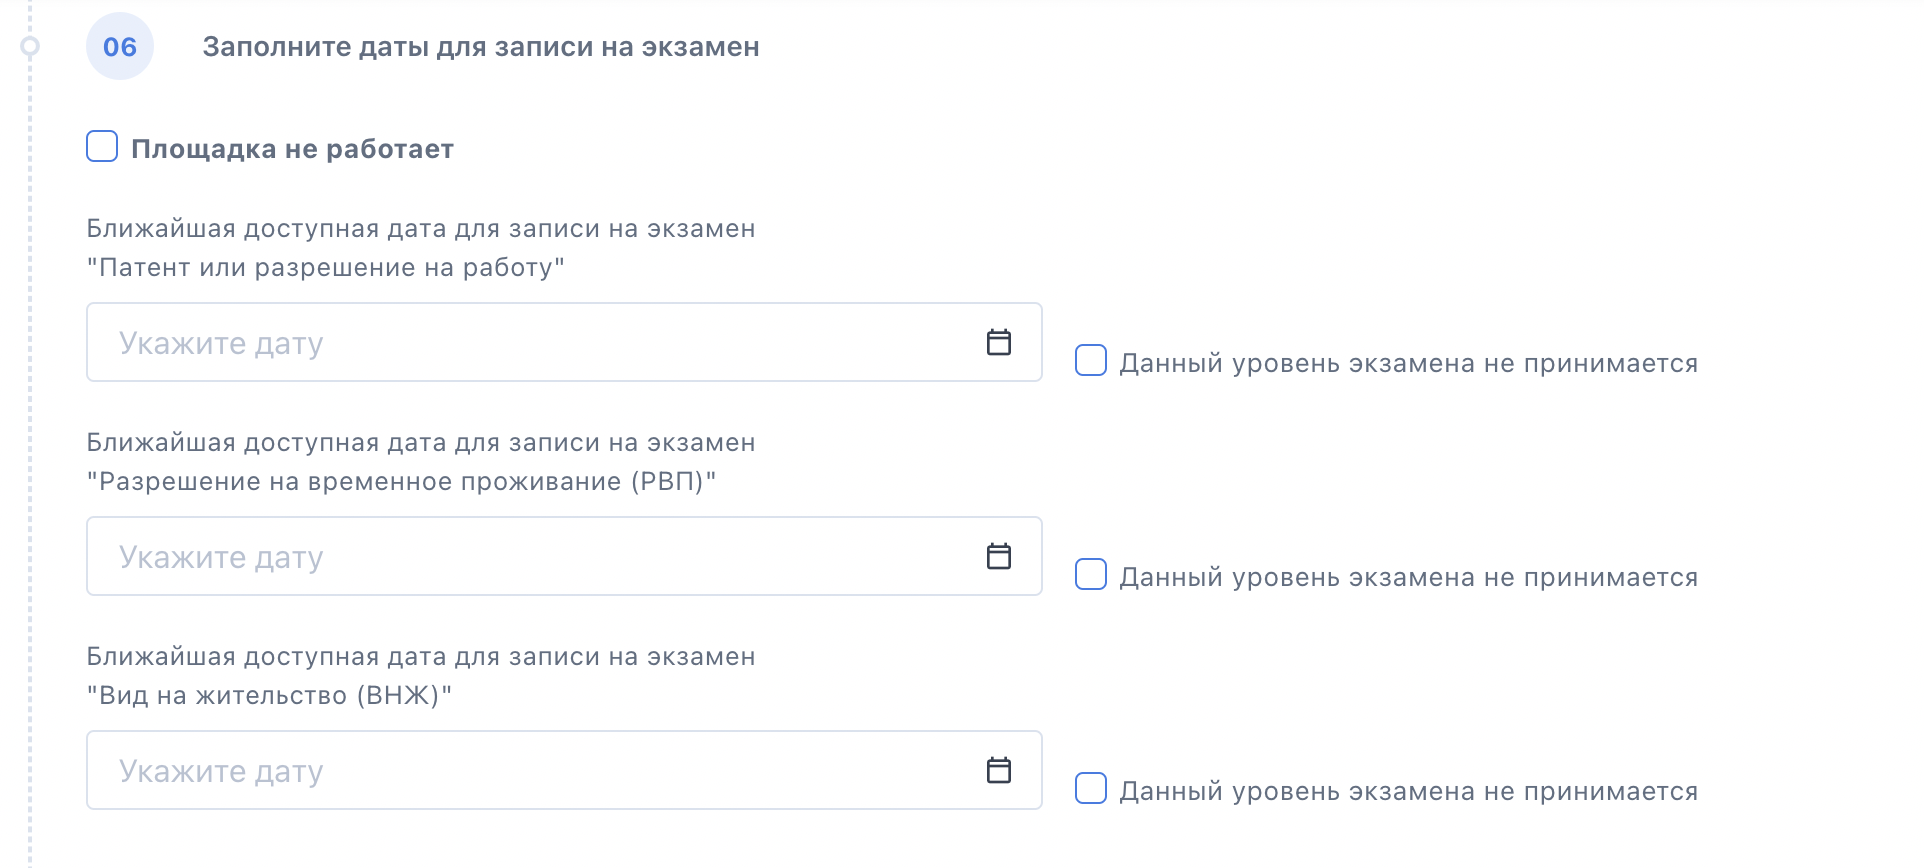 06
Заполните даты для записи на экзамен
Площадка не работает
Ближайшая доступная дата для записи на экзамен
"Патент или разрешение на работу"
Укажите дату
Данный уровень экзамена не принимается
Ближайшая доступная дата для записи на экзамен
"Разрешение на временное проживание (РВП)"
Укажите дату
Данный уровень экзамена не принимается
Ближайшая доступная дата для записи на экзамен
"Вид на жительство (ВНЖ)"
Укажите дату
Данный уровень экзамена не принимается